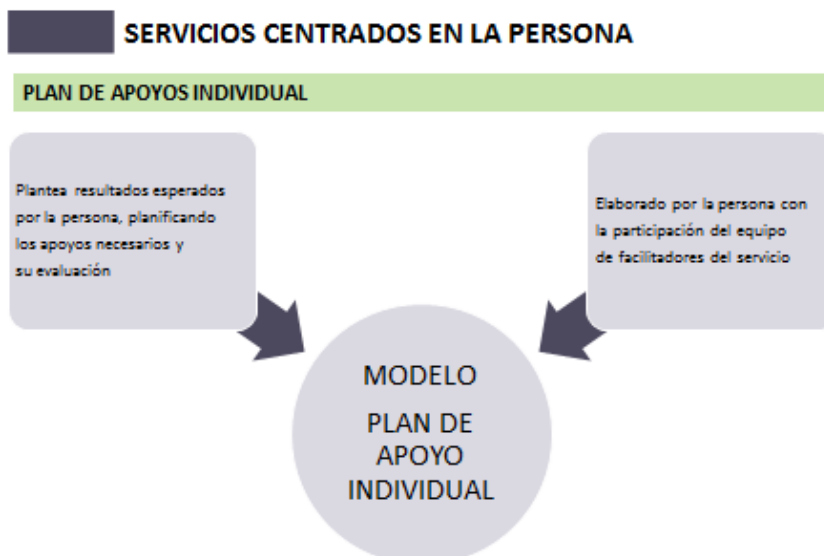 SERVICIOS CENTRADOS EN LA PERSONA
PLAN DE APOYOS INDIVIDUAL
Plantea resultados esperados
por la persona, planificando
los apoyos necesarios y
su evaluación
Elaborado por la persona con
la participación del equipo
de facilitadores del servicio
MODELO
PLAN DE
APOYO
INDIVIDUAL